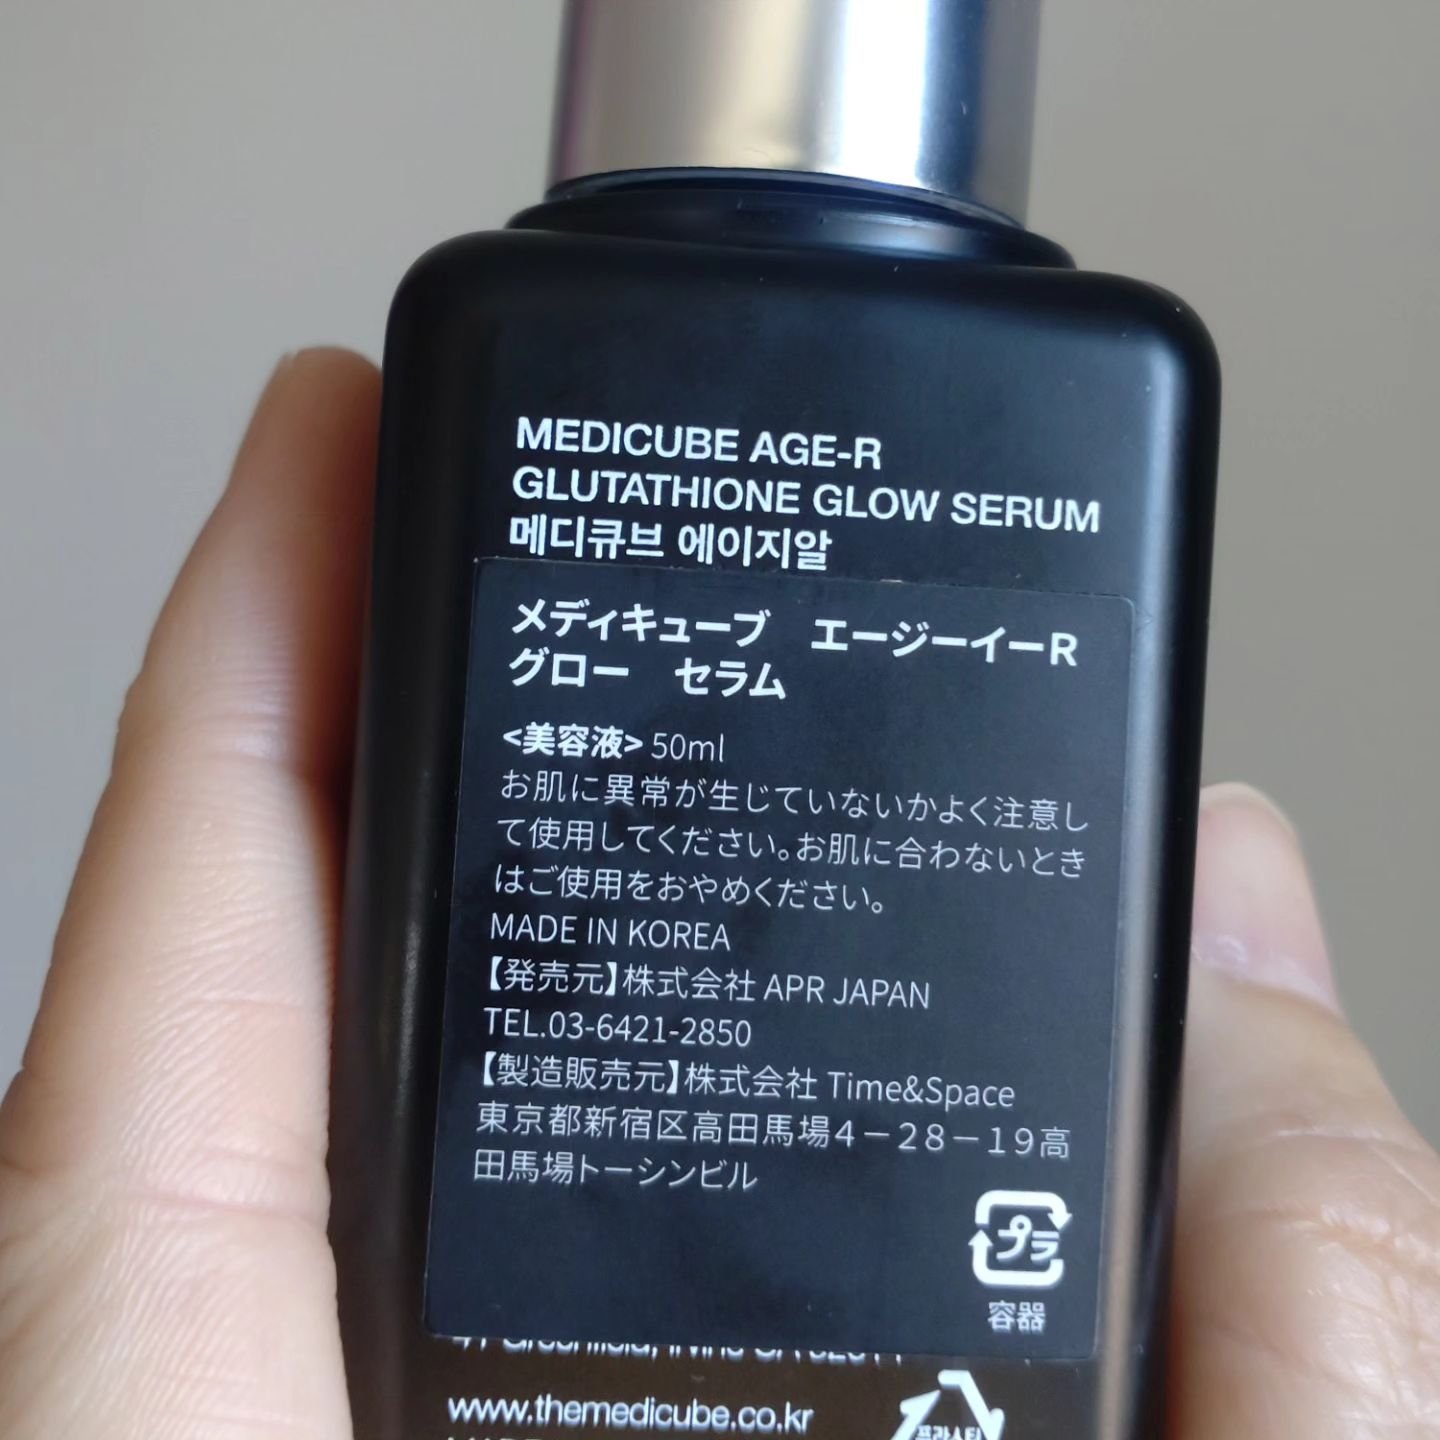 MEDICUBE AGE-R
GLUTATHIONE GLOW SERUM
메디큐브 에이지알
メディキューブ　エージーイーR
グロー　セラム
<美容液> 50ml
お肌に異常が生じていないかよく注意し
て使用してください。お肌に合わないとき
はご使用をおやめください。
MADE IN KOREA
【発売元】株式会社 APR JAPAN
TEL.03-6421-2850
【製造販売元】株式会社 Time&Space
東京都新宿区高田馬場4－28－19高
田馬場トーシンビル
プラ
容器
www.themedicube.co.kr